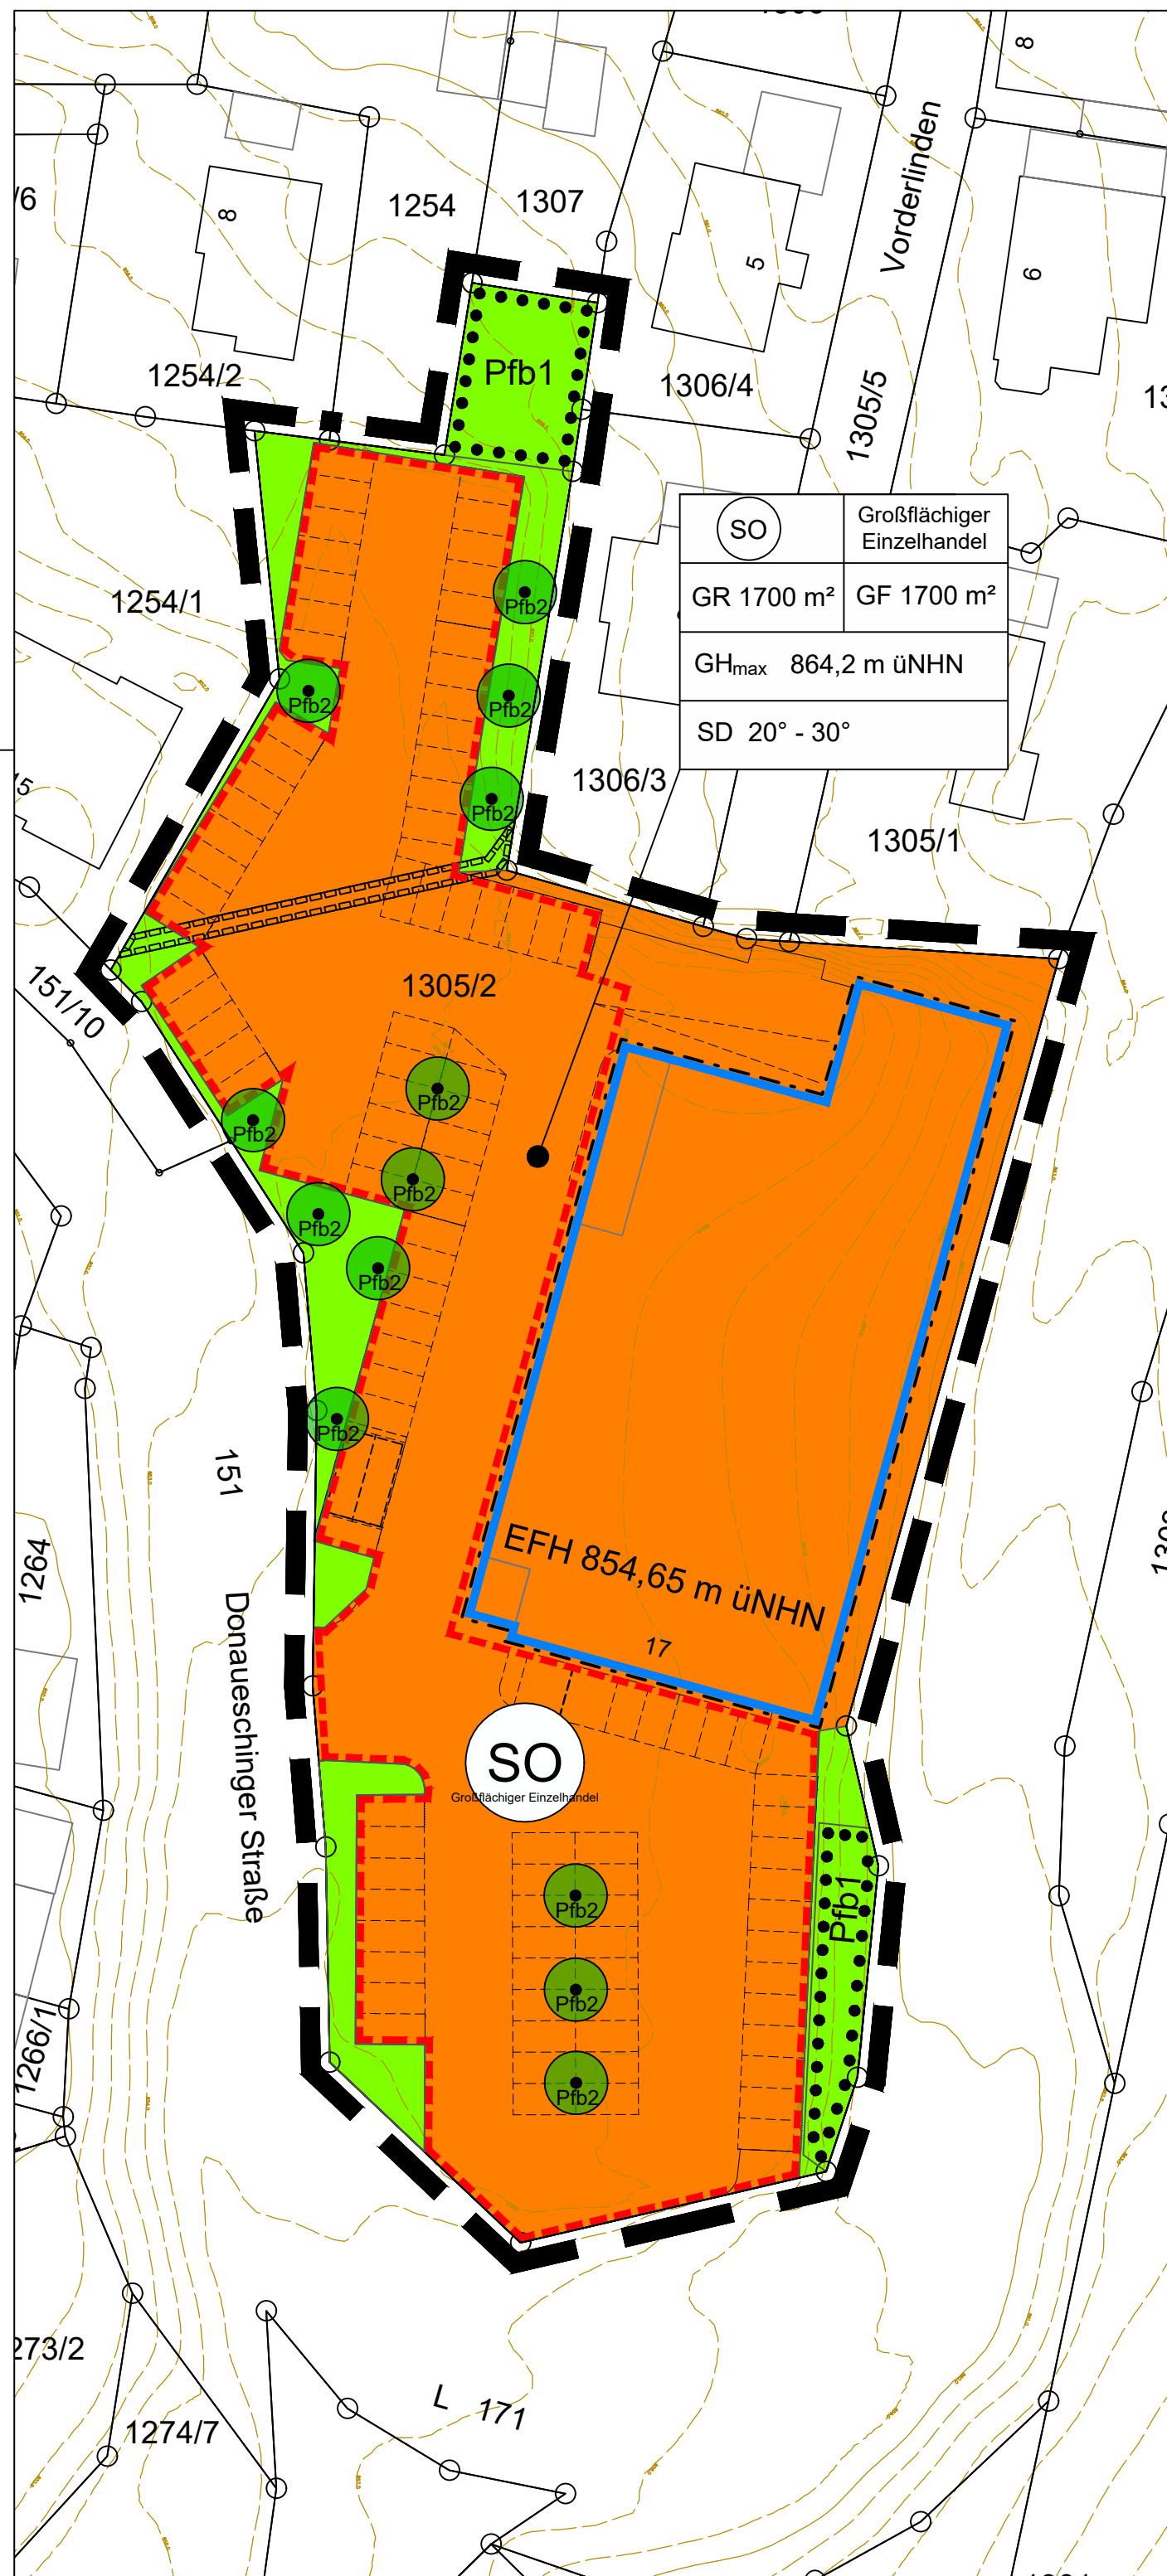 8
Vorderlinden
/6
8
1254
1307
5
6
1254/2
Pfb1
1306/4
1305/5
SO
Großflächiger
Einzelhandel
GR 1700 m²
GF 1700 m²
GHmax 864,2 m üNHN
SD 20° - 30°
1254/1
Pfb2
Pfb2
Pfb2
Pfb2
1306/3
1305/1
1305/2
151/10
Pfb2
Pfb2
Pfb2
Pfb2
Pfb2
Pfb2
151
1264
EFH 854,65 m üNHN
17
Donaueschinger Straße
SO
Großflächiger Einzelhandel
Pfb1
Pfb2
Pfb2
Pfb2
1266/1
273/2
1274/7
L 171